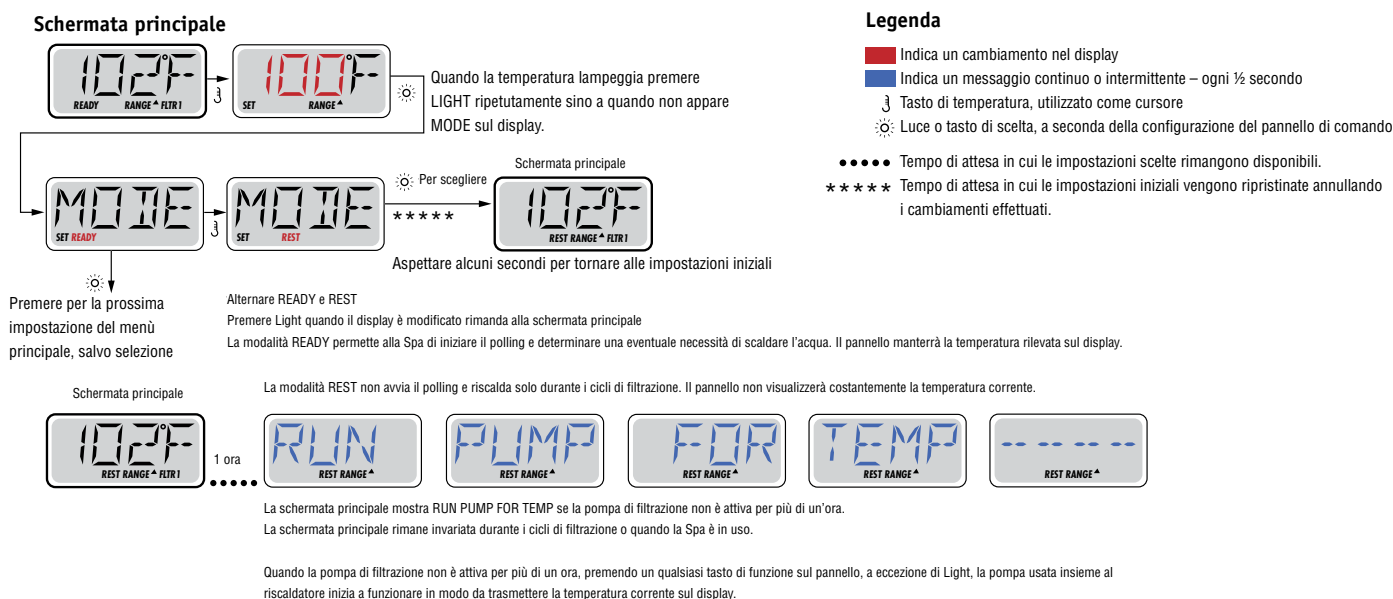 Schermata principale
102°F
READY RANGE FLTR1
100°F
SET RANGE
Quando la temperatura lampeggia premere
LIGHT ripetutamente sino a quando non appare
MODE sul display.
Legenda
Indica un cambiamento nel display
Indica un messaggio continuo o intermittente – ogni ½ secondo
Tasto di temperatura, utilizzato come cursore
Luce o tasto di scelta, a seconda della configurazione del pannello di comando
••••• Tempo di attesa in cui le impostazioni scelte rimangono disponibili.
***** Tempo di attesa in cui le impostazioni iniziali vengono ripristinate annullando
i cambiamenti effettuati.
MODE
SET READY
MODE
SET REST
Per scegliere
*****
Schermata principale
102°F
REST RANGE FLTR1
Aspettare alcuni secondi per tornare alle impostazioni iniziali
Premere per la prossima
impostazione del menù
principale, salvo selezione
Alternare READY e REST
Premere Light quando il display è modificato rimanda alla schermata principale
La modalità READY permette alla Spa di iniziare il polling e determinare una eventuale necessità di scaldare l'acqua. Il pannello manterrà la temperatura rilevata sul display.
La modalità REST non avvia il polling e riscalda solo durante i cicli di filtrazione. Il pannello non visualizzerà costantemente la temperatura corrente.
Schermata principale
102°F
REST RANGE FLTR1
1 ora
•••••
RUN
REST RANGE
PUMP
REST RANGE
FOR
REST RANGE
TEMP
REST RANGE
-- -- -- --
REST RANGE
La schermata principale mostra RUN PUMP FOR TEMP se la pompa di filtrazione non è attiva per più di un'ora.
La schermata principale rimane invariata durante i cicli di filtrazione o quando la Spa è in uso.
Quando la pompa di filtrazione non è attiva per più di un ora, premendo un qualsiasi tasto di funzione sul pannello, a eccezione di Light, la pompa usata insieme al
riscaldatore inizia a funzionare in modo da trasmettere la temperatura corrente sul display.